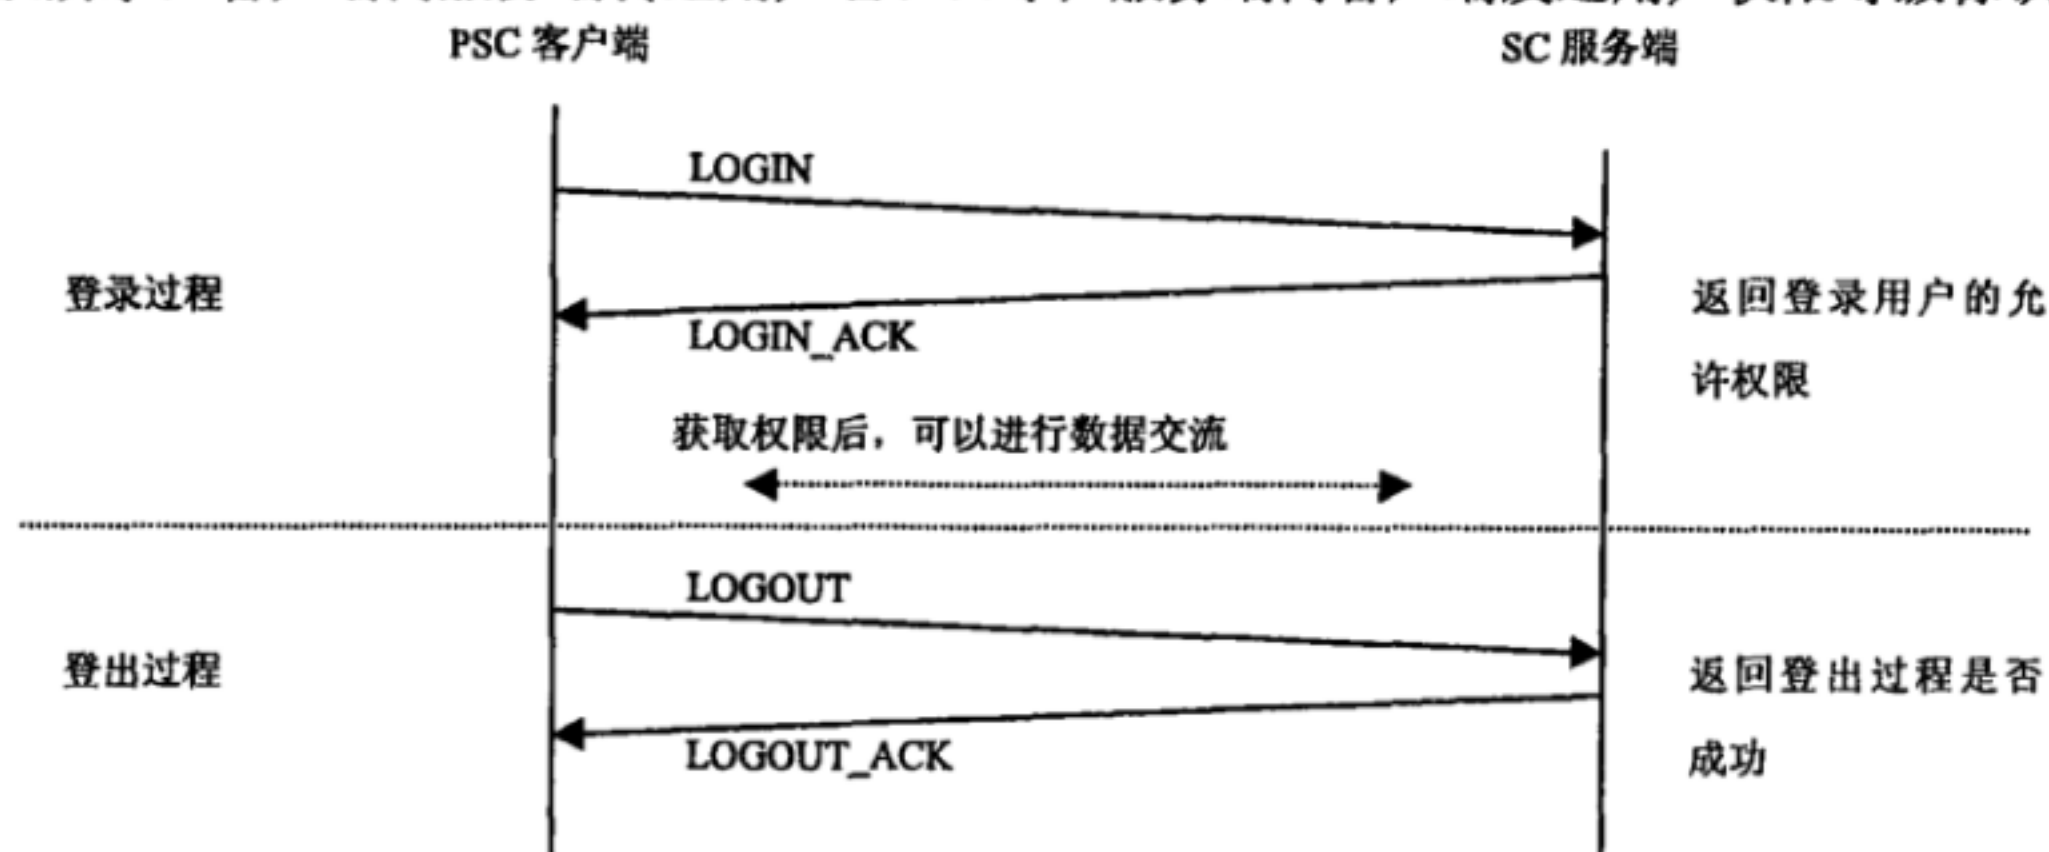 PSC 客户端
SC 服务端
LOGIN
登录过程
返回登录用户的允
LOGIN_ACK
许权限
获取权限后，可以进行数据交流
LOGOUT
登出过程
返回登出过程是否
LOGOUT_ACK
成功